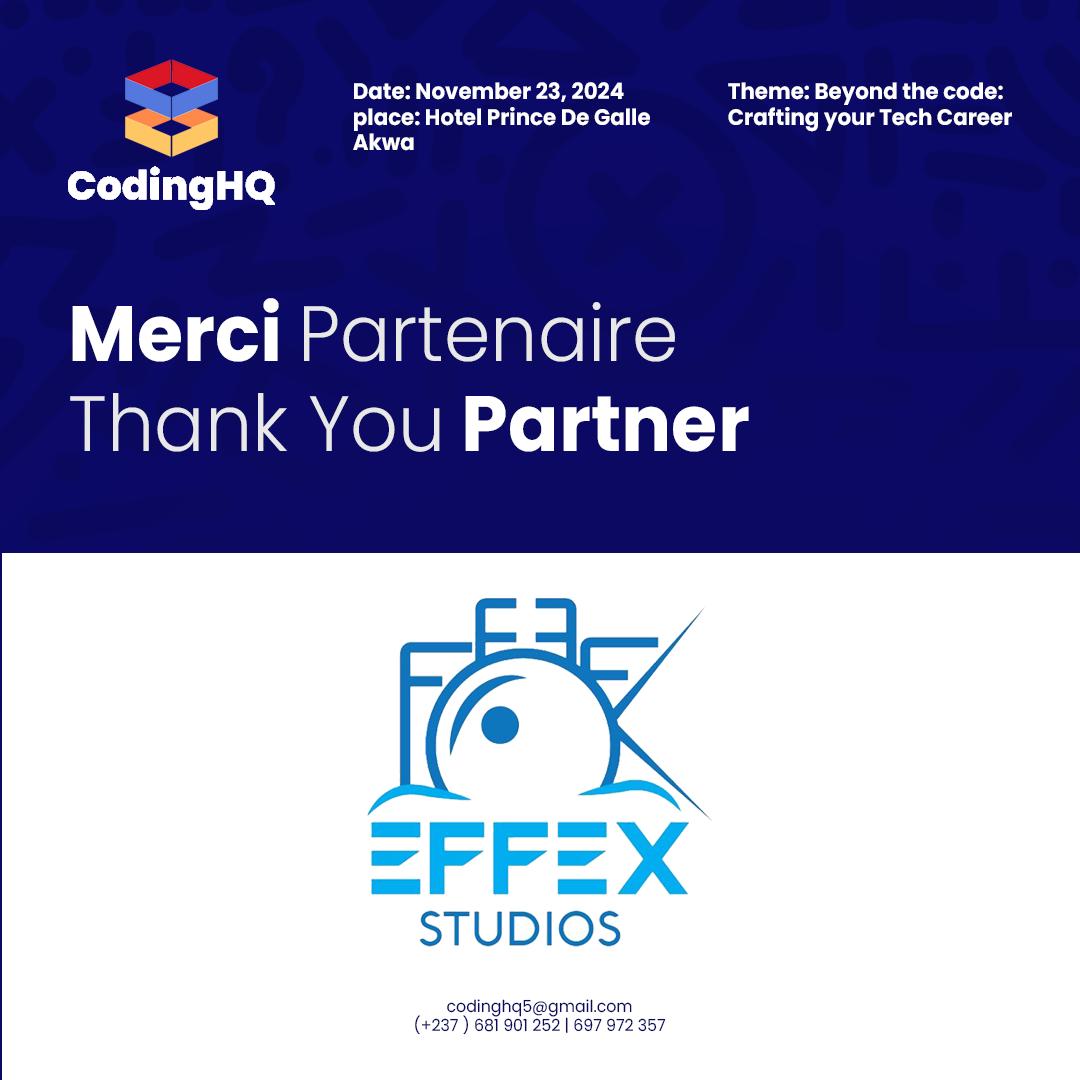 CodingHQ
Date: November 23, 2024
place: Hotel Prince De Galle
Akwa
Theme: Beyond the code:
Crafting your Tech Career
Merci Partenaire
Thank You Partner
EFFEX
STUDIOS
codinghq5@gmail.com
(+237 ) 681 901 252 | 697 972 357